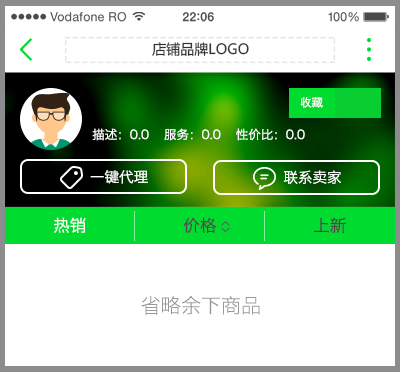 Vodafone RO 22:06 100%
店铺品牌LOGO
收藏
描述: 0.0 服务: 0.0 性价比: 0.0
一键代理 联系卖家
热销 价格 上新
省略余下商品